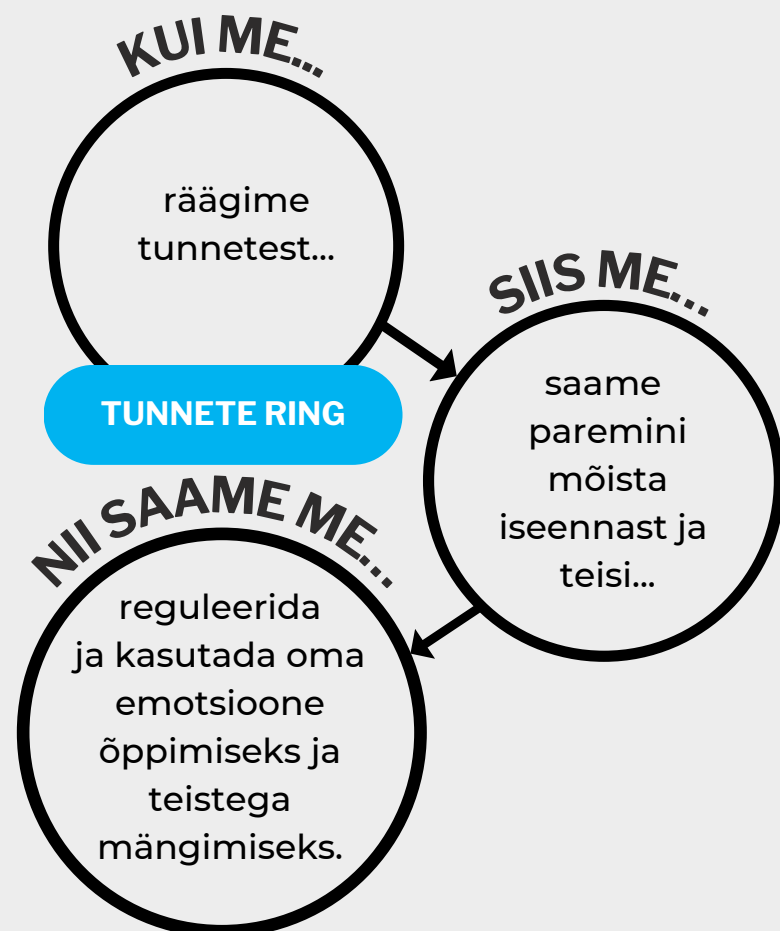 KUI ME...
räägime
tunnetest...
SIIS ME...
saame
paremini
mõista
iseennast ja
teisi...
TUNNETE RING
NII SAAME ME...
reguleerida
ja kasutada oma
emotsioone
õppimiseks ja
teistega
mängimiseks.